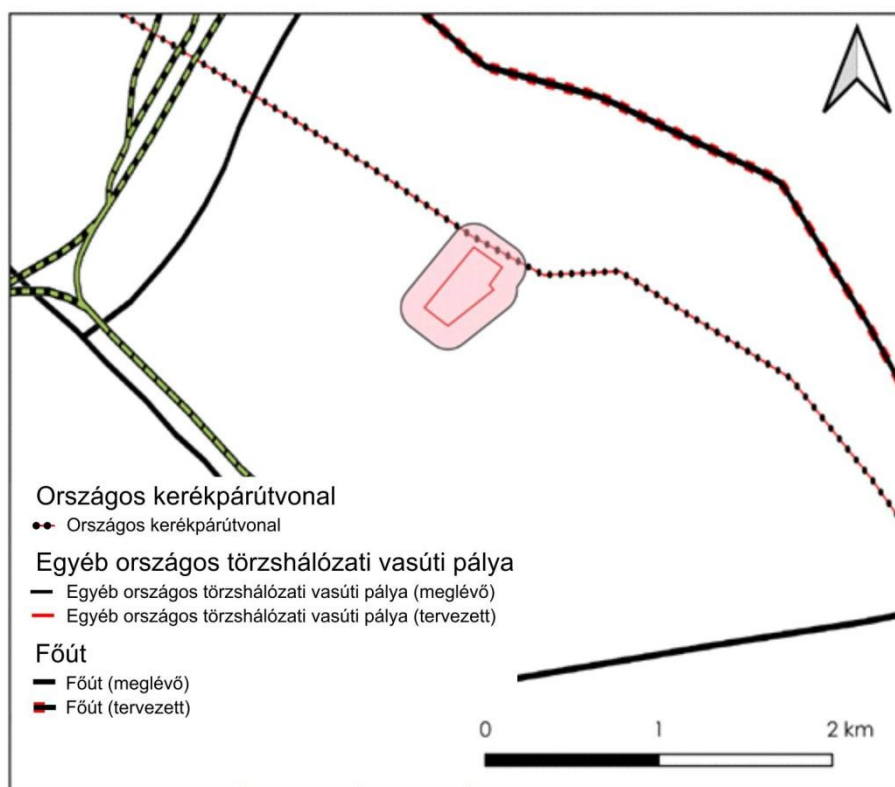 Országos kerékpárútvonal
Országos kerékpárútvonal
Egyéb országos törzshálózati vasúti pálya
Egyéb országos törzshálózati vasúti pálya (meglévő)
Egyéb országos törzshálózati vasúti pálya (tervezett)
Főút
Főút (meglévő)
Főút (tervezett)
0 1 2 km